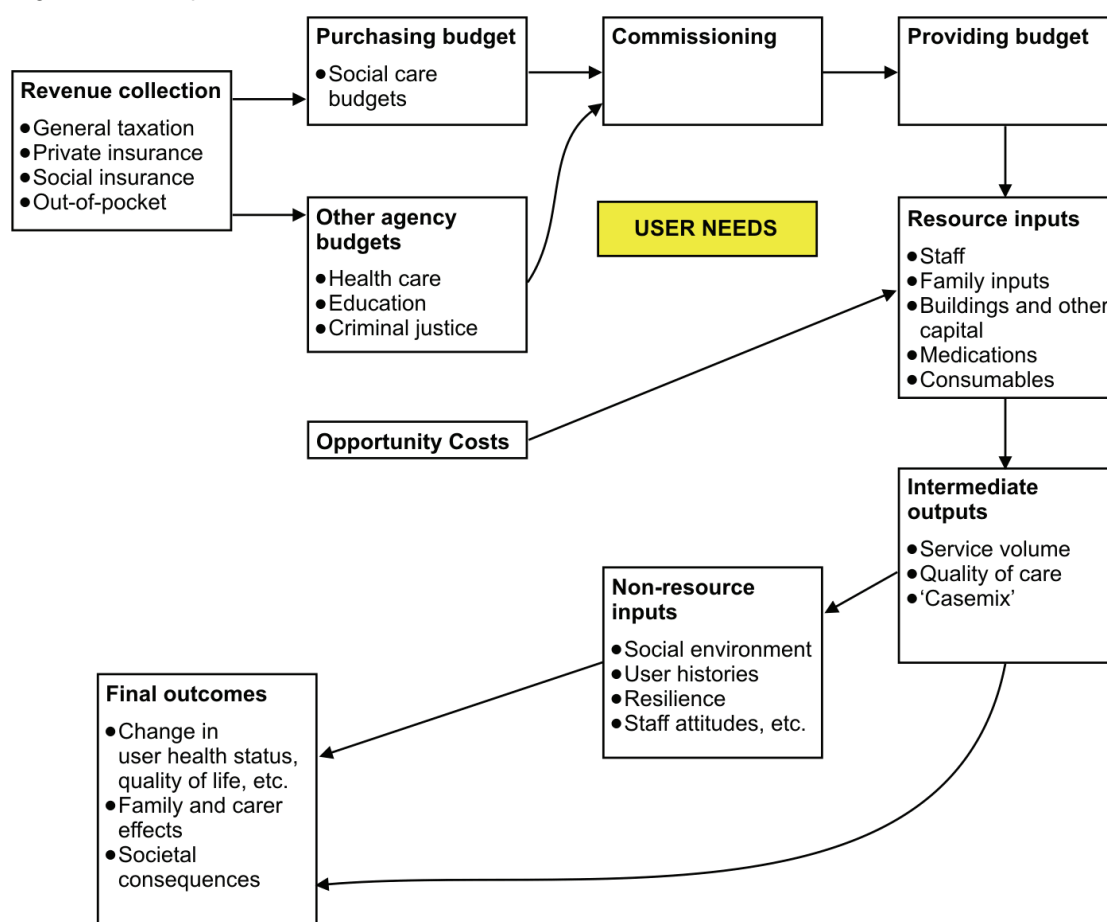 Purchasing budget
● Social care
budgets
Commissioning
Providing budget
Revenue collection
● General taxation
● Private insurance
● Social insurance
● Out-of-pocket
Other agency
budgets
● Health care
● Education
● Criminal justice
USER NEEDS
Resource inputs
● Staff
● Family inputs
● Buildings and other
capital
● Medications
● Consumables
Opportunity Costs
Intermediate
outputs
● Service volume
● Quality of care
● ‘Casemix’
Non-resource
inputs
● Social environment
● User histories
● Resilience
● Staff attitudes, etc.
Final outcomes
● Change in
user health status,
quality of life, etc.
● Family and carer
effects
● Societal
consequences